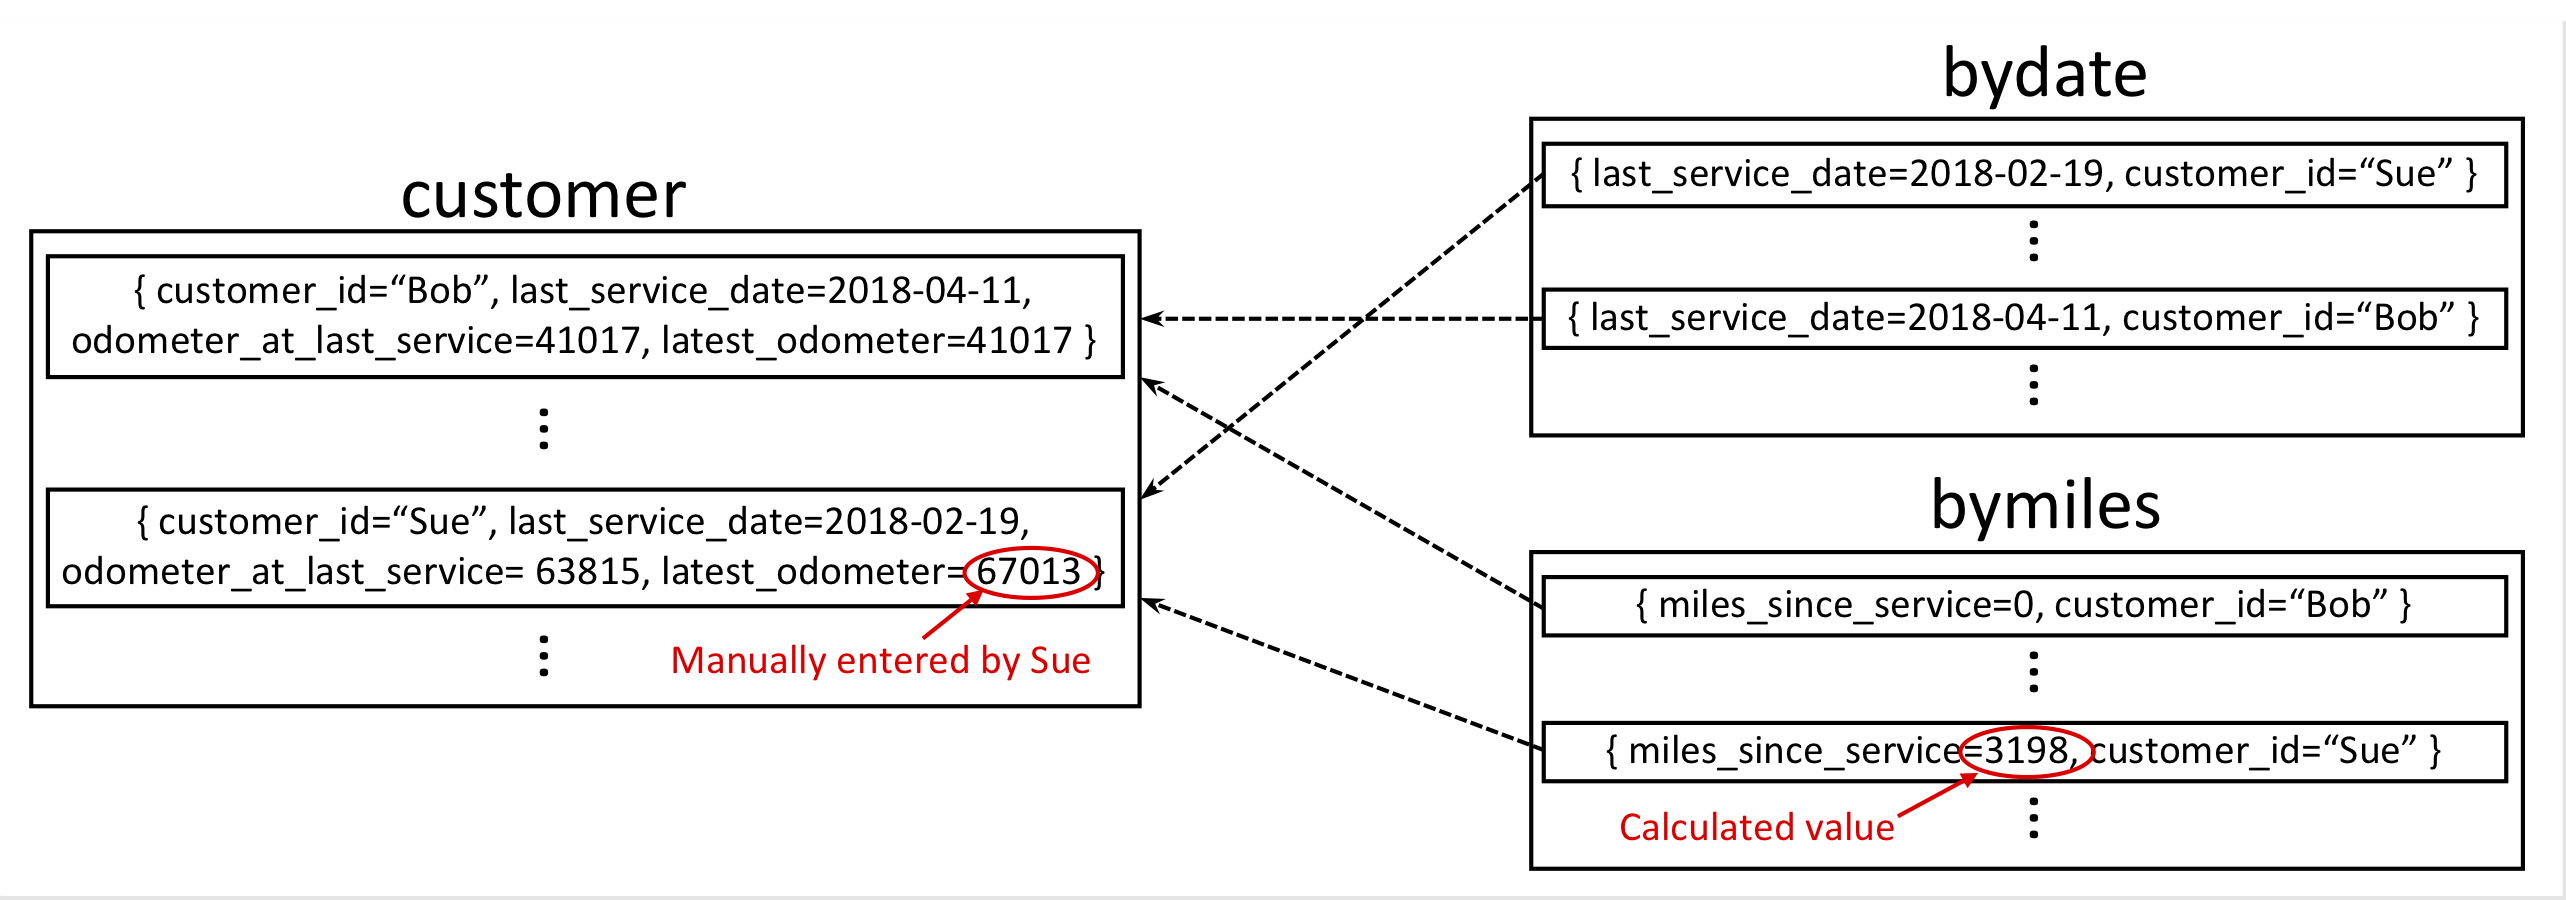 customer
{ customer_id=“Bob”, last_service_date=2018-04-11,
odometer_at_last_service=41017, latest_odometer=41017 }
{ customer_id=“Sue”, last_service_date=2018-02-19,
odometer_at_last_service= 63815, latest_odometer= 67013 }
Manually entered by Sue
bydate
{ last_service_date=2018-02-19, customer_id=“Sue” }
{ last_service_date=2018-04-11, customer_id=“Bob” }
bymiles
{ miles_since_service=0, customer_id=“Bob” }
{ miles_since_service=3198, customer_id=“Sue” }
Calculated value